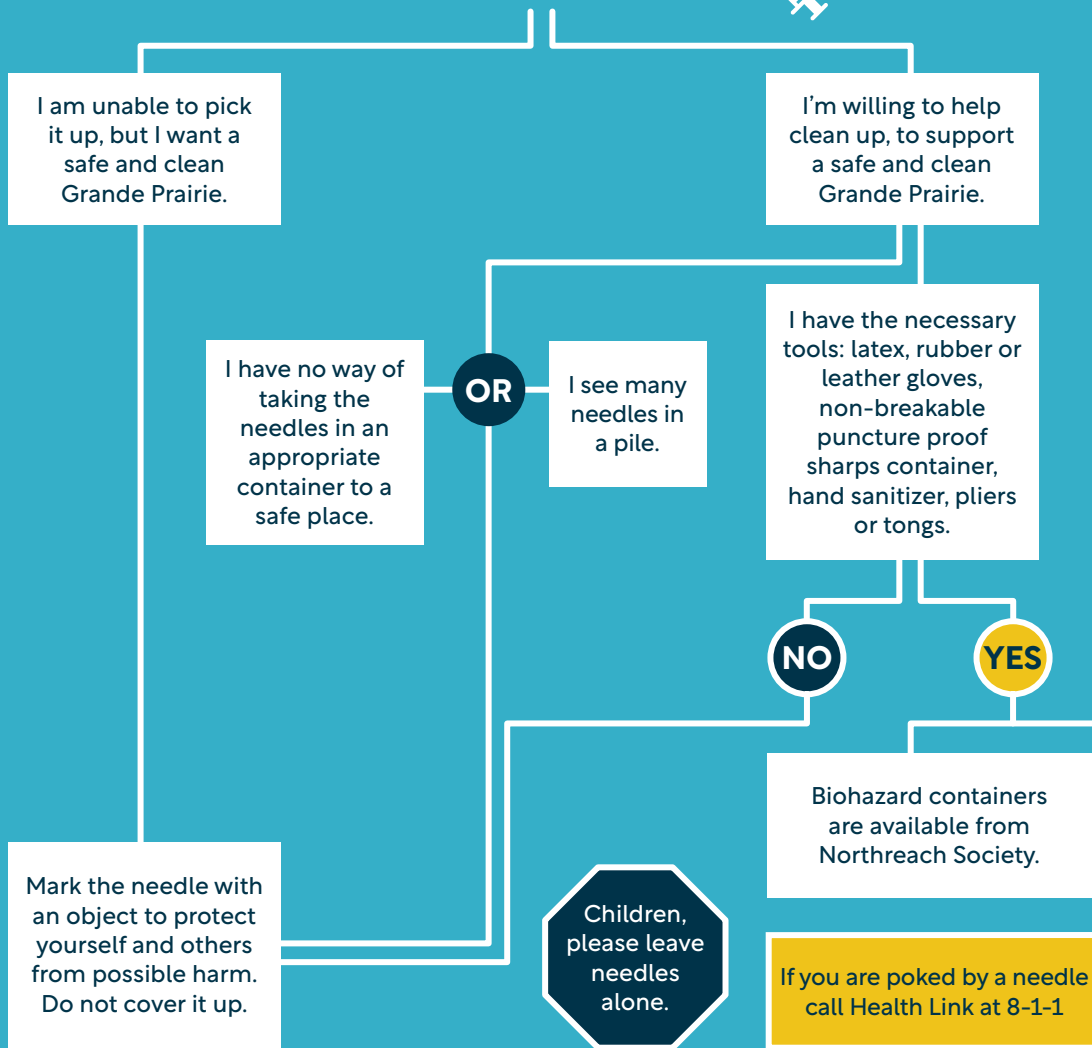 I am unable to pick
it up, but I want a
safe and clean
Grande Prairie.
I'm willing to help
clean up, to support
a safe and clean
Grande Prairie.
I have no way of
taking the
needles in an
appropriate
container to a
safe place.
OR
I see many
needles in
a pile.
I have the necessary
tools: latex, rubber or
leather gloves,
non-breakable
puncture proof
sharps container,
hand sanitizer, pliers
or tongs.
NO
YES
Biohazard containers
are available from
Northreach Society.
Mark the needle with
an object to protect
yourself and others
from possible harm.
Do not cover it up.
Children,
please leave
needles
alone.
If you are poked by a needle
call Health Link at 8-1-1